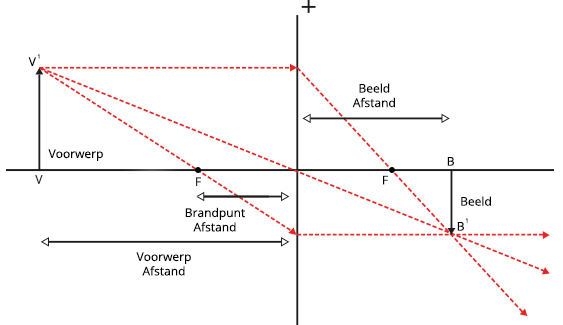 +
V¹
Beeld
Afstand
Voorwerp
B
V
F
F
Beeld
Brandpunt
Afstand
B¹
Voorwerp
Afstand